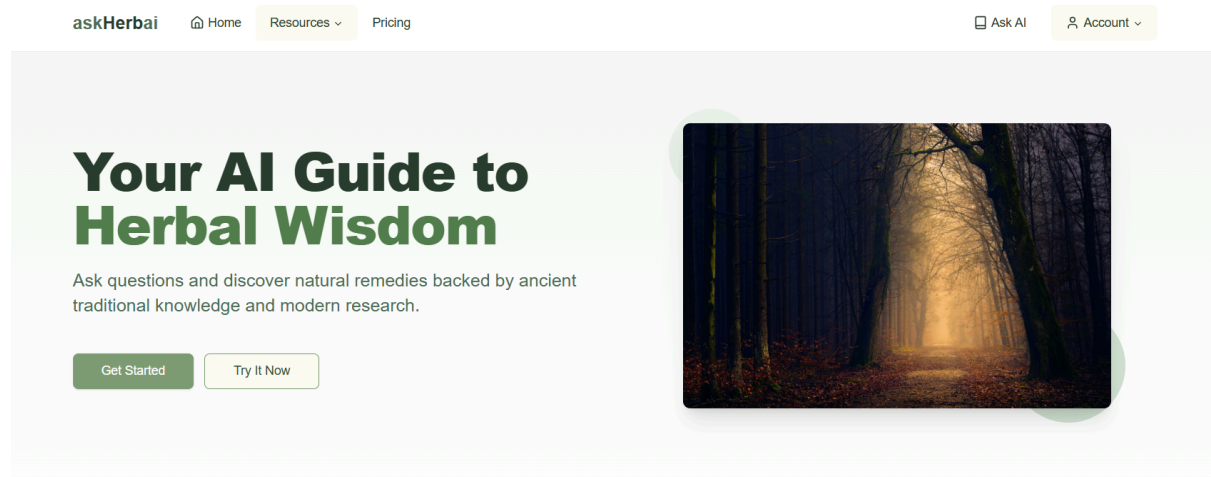 askHerbai
Home
Resources
Pricing
Ask AI
Account
Your AI Guide to
Herbal Wisdom
Ask questions and discover natural remedies backed by ancient
traditional knowledge and modern research.
Get Started
Try It Now